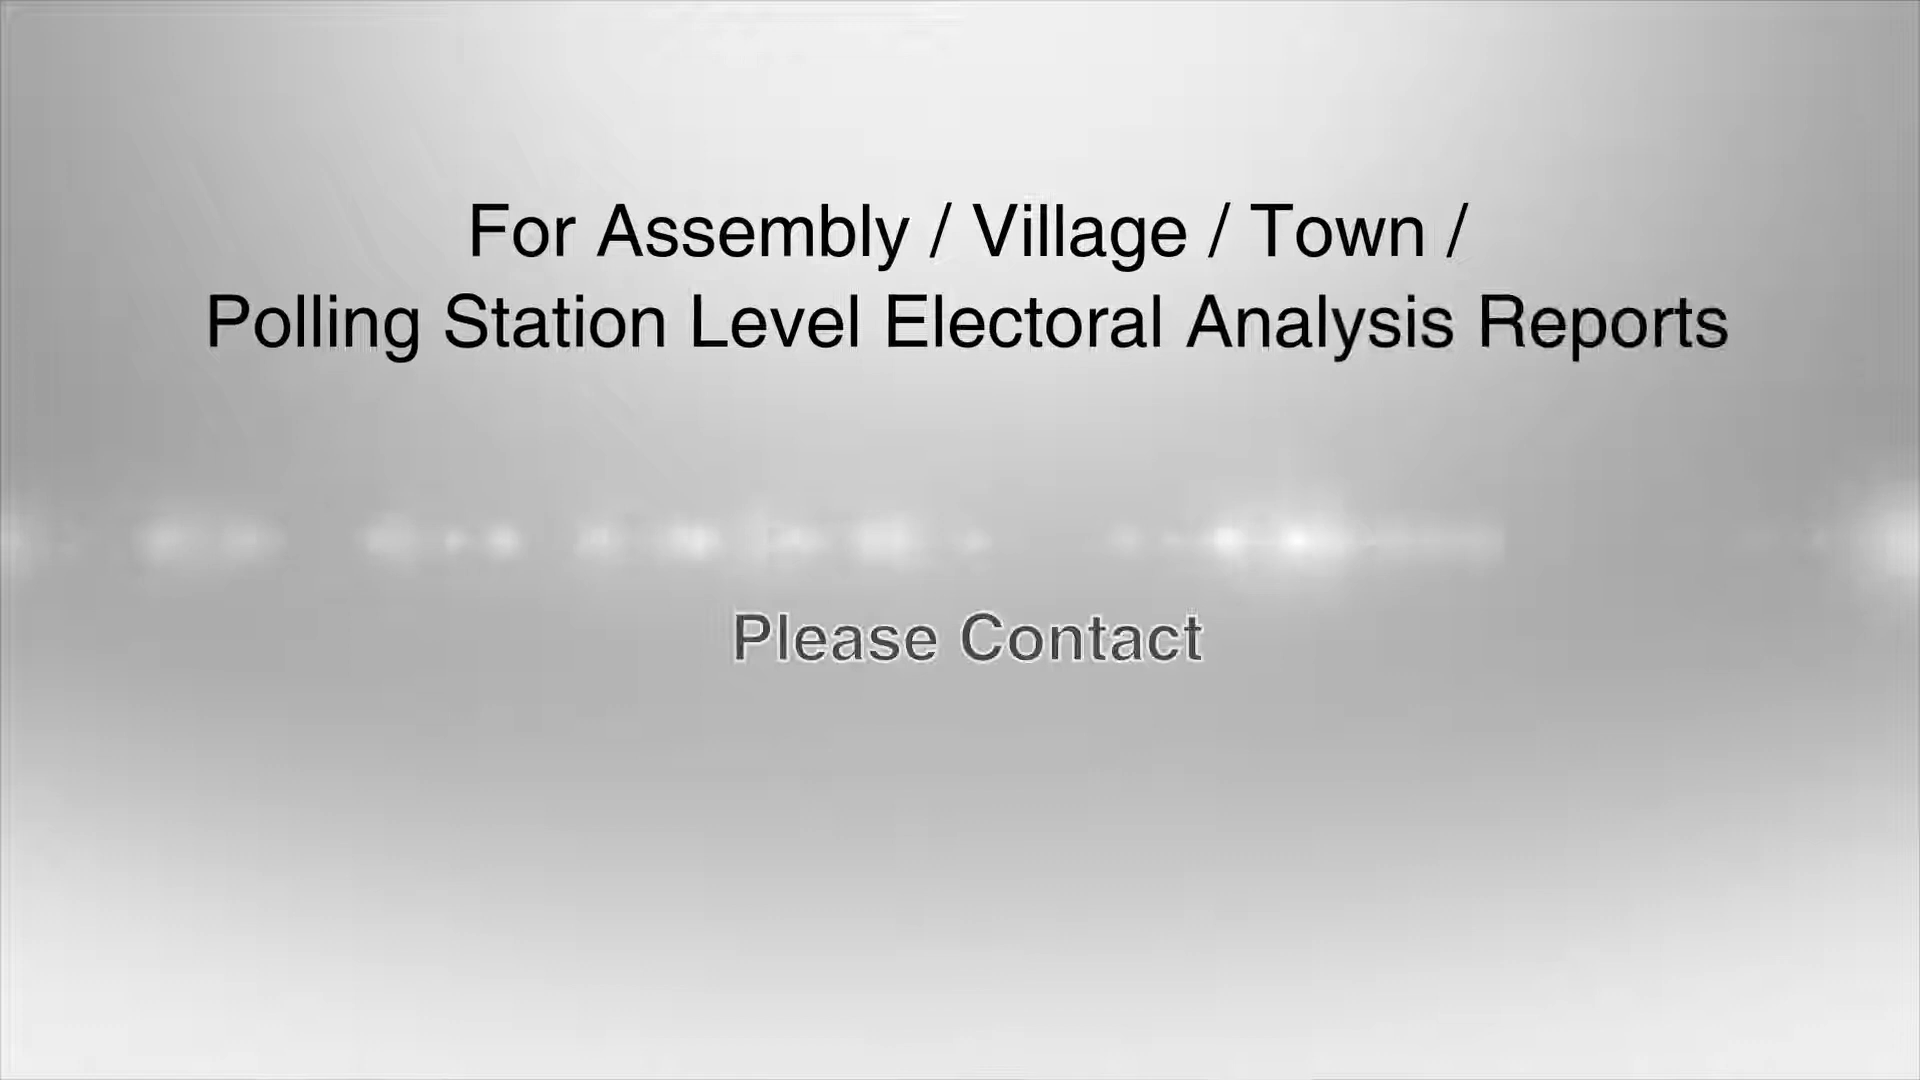 For Assembly / Village / Town /
Polling Station Level Electoral Analysis Reports
Please Contact